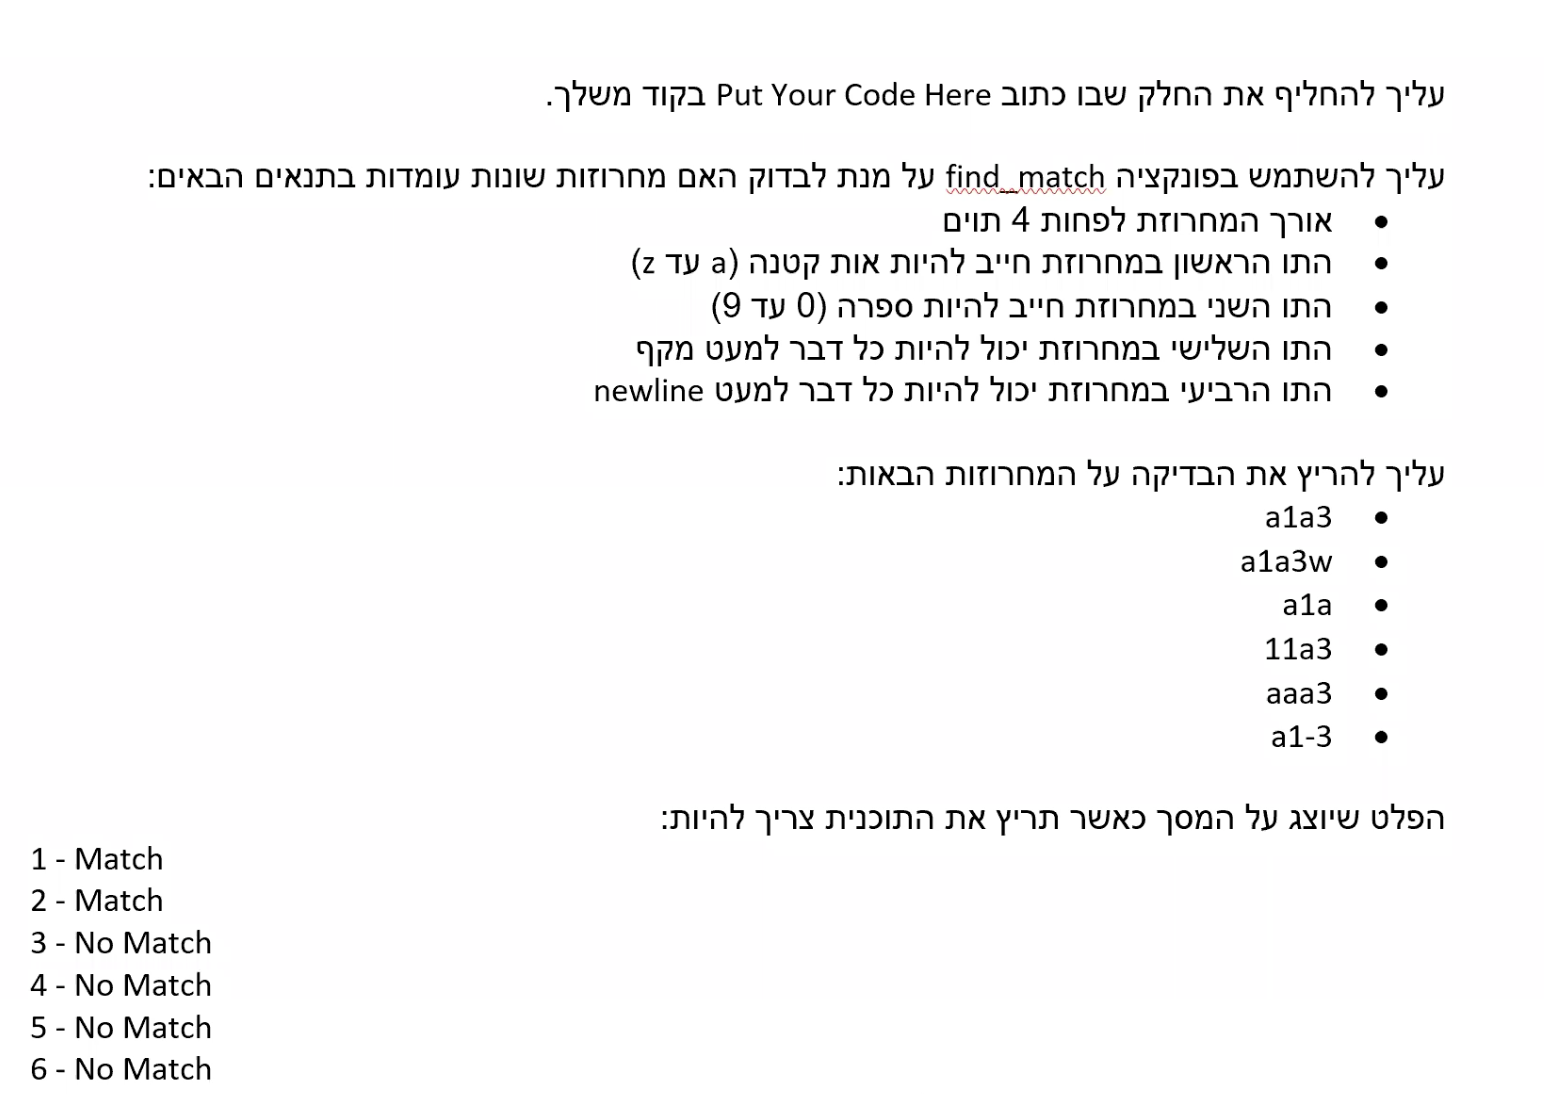 עליך להחליף את החלק שבו כתוב Put Your Code Here בקוד משלך.
עליך להשתמש בפונקציה find_match על מנת לבדוק האם מחרוזות שונות עומדות בתנאים הבאים:
• אורך המחרוזת לפחות 4 תוים
• התו הראשון במחרוזת חייב להיות אות קטנה (a עד z)
• התו השני במחרוזת חייב להיות ספרה (0 עד 9)
• התו השלישי במחרוזת יכול להיות כל דבר למעט מקף
• התו הרביעי במחרוזת יכול להיות כל דבר למעט newline
עליך להריץ את הבדיקה על המחרוזות הבאות:
• a1a3
• a1a3w
• a1a
• 11a3
• aaa3
• a1-3
הפלט שיוצג על המסך כאשר תריץ את התוכנית צריך להיות:
1 - Match
2 - Match
3 - No Match
4 - No Match
5 - No Match
6 - No Match